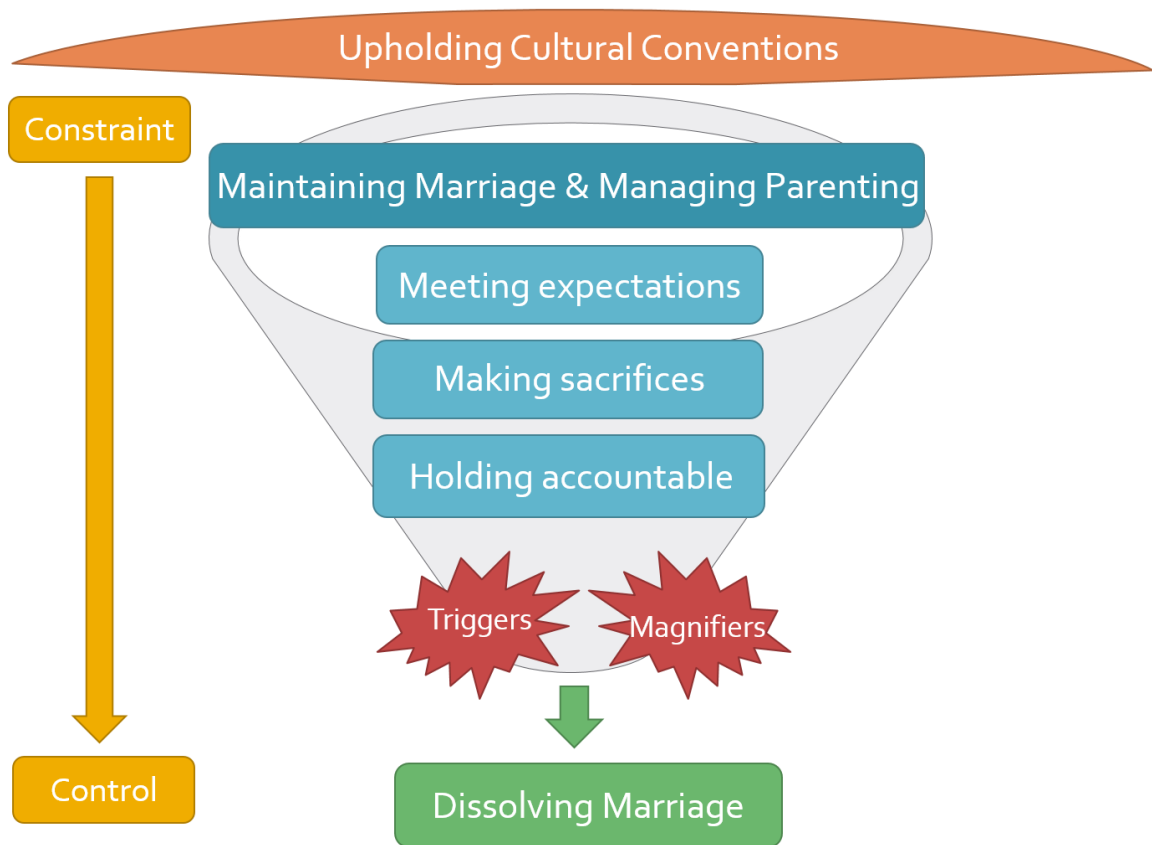 Upholding Cultural Conventions
Constraint
Maintaining Marriage & Managing Parenting
Meeting expectations
Making sacrifices
Holding accountable
Triggers
Magnifiers
Control
Dissolving Marriage